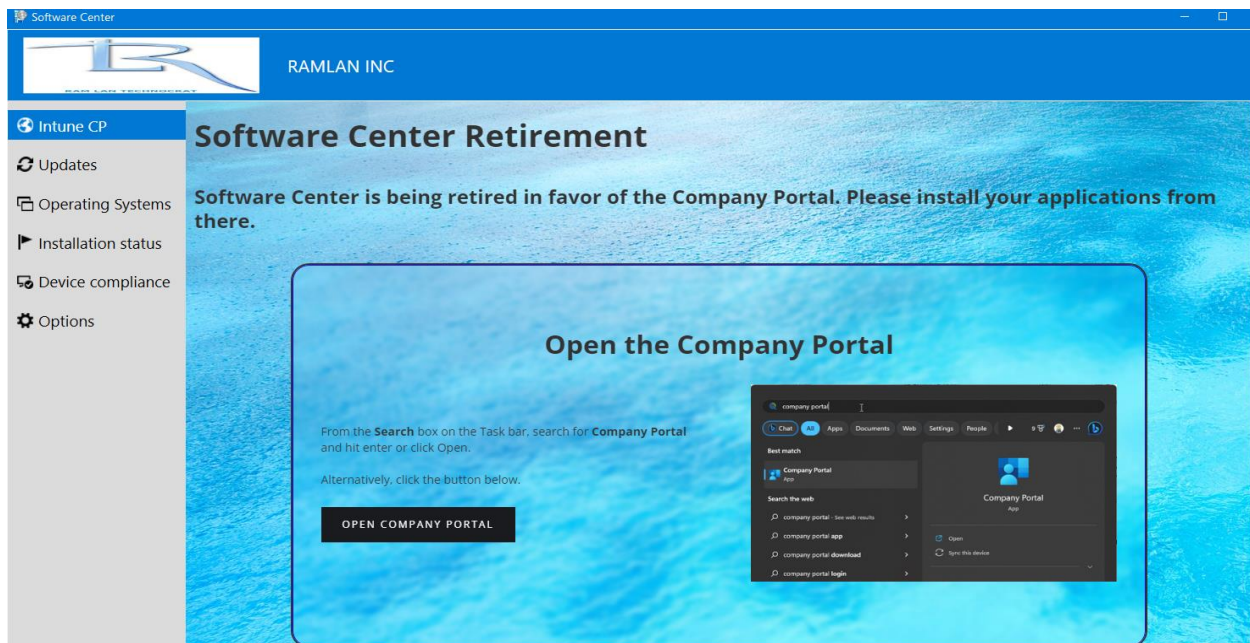 Software Center
RAM LAN TECHNOCRAT
RAMLAN INC
Intune CP
Updates
Operating Systems
Installation status
Device compliance
Options
Software Center Retirement
Software Center is being retired in favor of the Company Portal. Please install your applications from
there.
Open the Company Portal
From the Search box on the Task bar, search for Company Portal
and hit enter or click Open.
Alternatively, click the button below.
OPEN COMPANY PORTAL
company portal
Chat All Apps Documents Web Settings People 9
Best match
Company Portal
App
Search the web
company portal - See web results
company portal app
company portal download
company portal login
Company Portal
App
Open
Sync this device